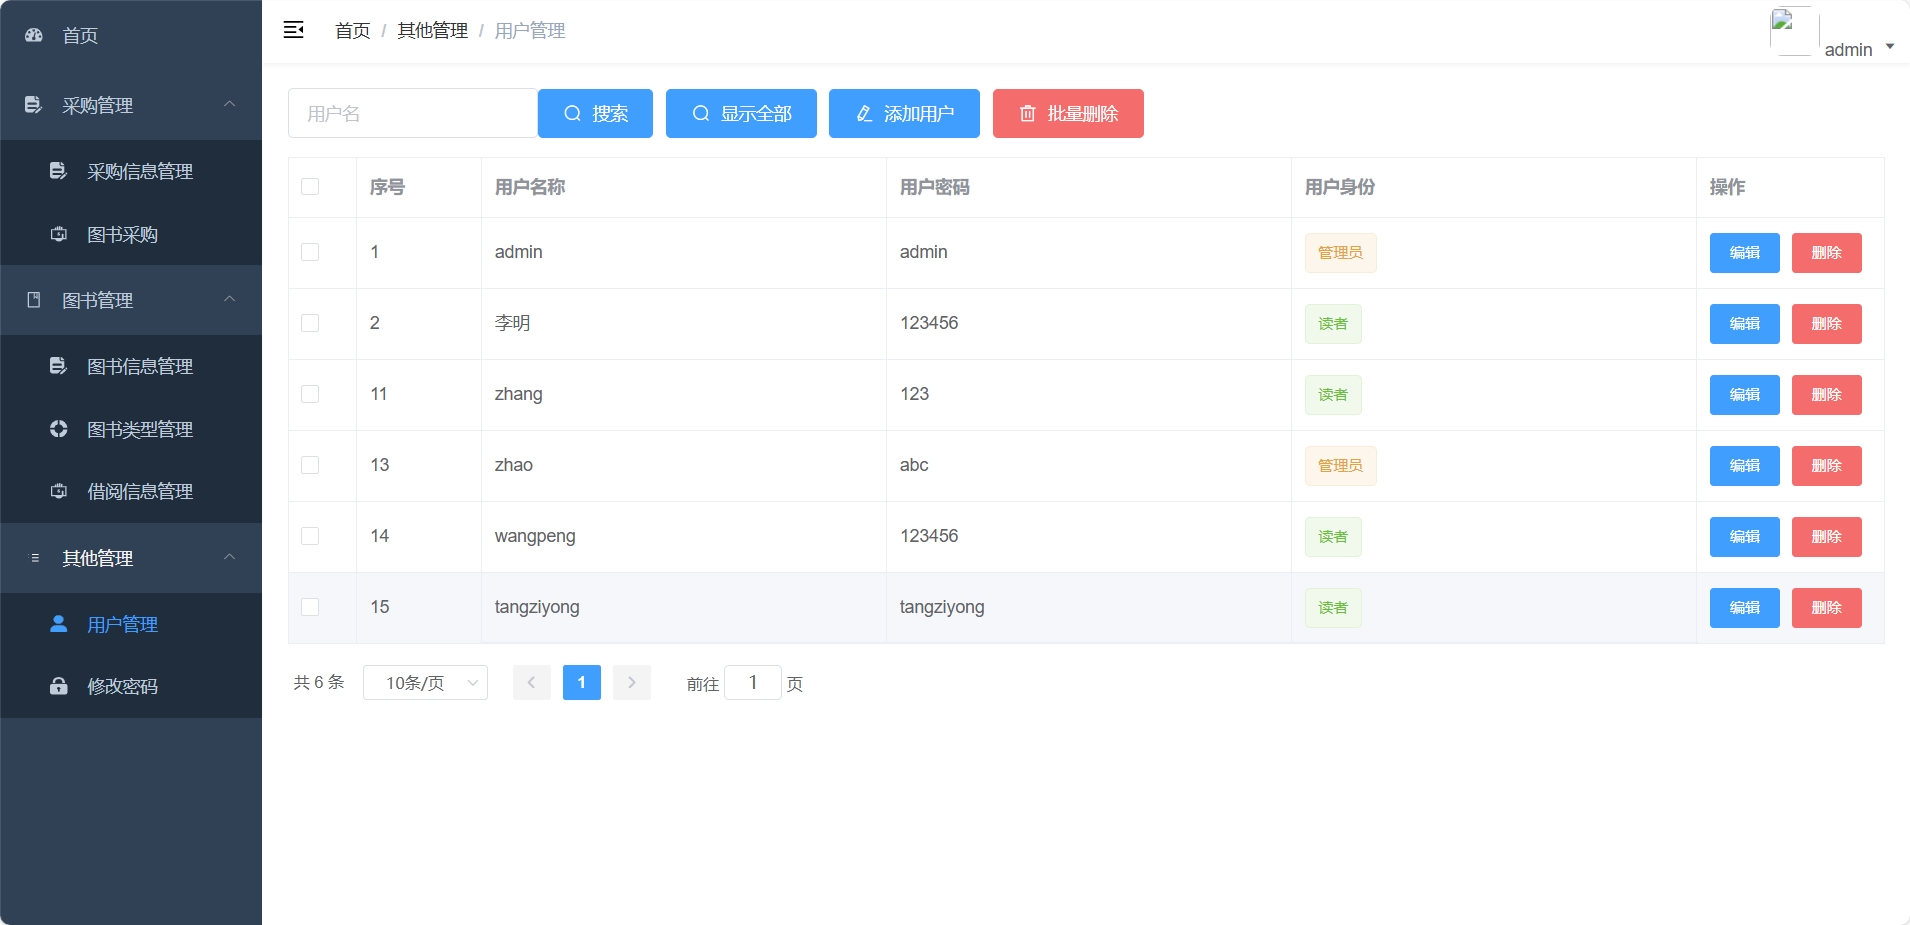 首页
采购管理
采购信息管理
图书采购
图书管理
图书信息管理
图书类型管理
借阅信息管理
其他管理
用户管理
修改密码
首页 / 其他管理 / 用户管理
admin
用户名 搜索 显示全部 添加用户 批量删除
序号 用户名称 用户密码 用户身份 操作
1 admin admin 管理员 编辑 删除
2 李明 123456 读者 编辑 删除
11 zhang 123 读者 编辑 删除
13 zhao abc 管理员 编辑 删除
14 wangpeng 123456 读者 编辑 删除
15 tangziyong tangziyong 读者 编辑 删除
共 6 条 10条/页 1 前往 1 页